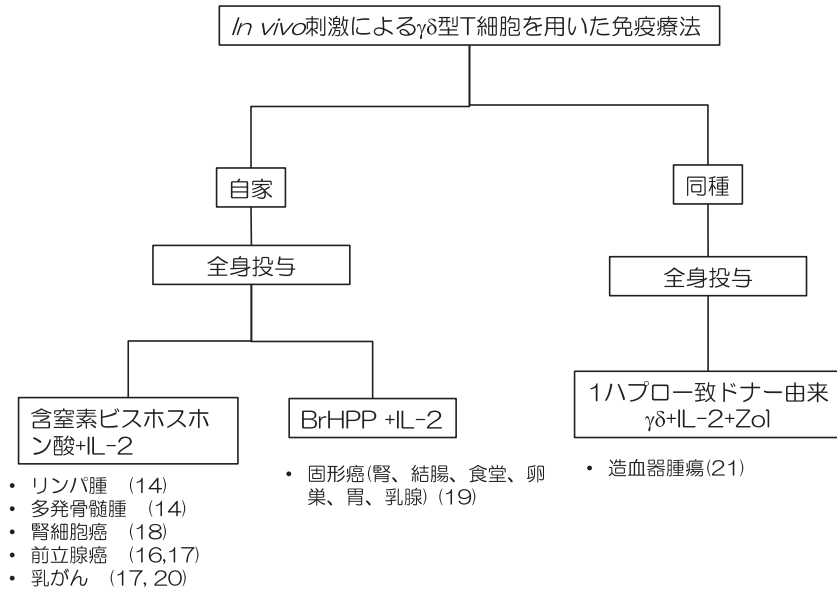 In vivo刺激によるγδ型T細胞を用いた免疫療法
自家
同種
全身投与
全身投与
含窒素ビスホスホ
ン酸+IL-2
BrHPP +IL-2
1ハプロ一致ドナー由来
γδ+IL-2+Zol
• リンパ腫 (14)
• 多発骨髄腫 (14)
• 腎細胞癌 (18)
• 前立腺癌 (16,17)
• 乳がん (17, 20)
• 固形癌(腎、結腸、食堂、卵
巣、胃、乳腺) (19)
• 造血器腫瘍(21)